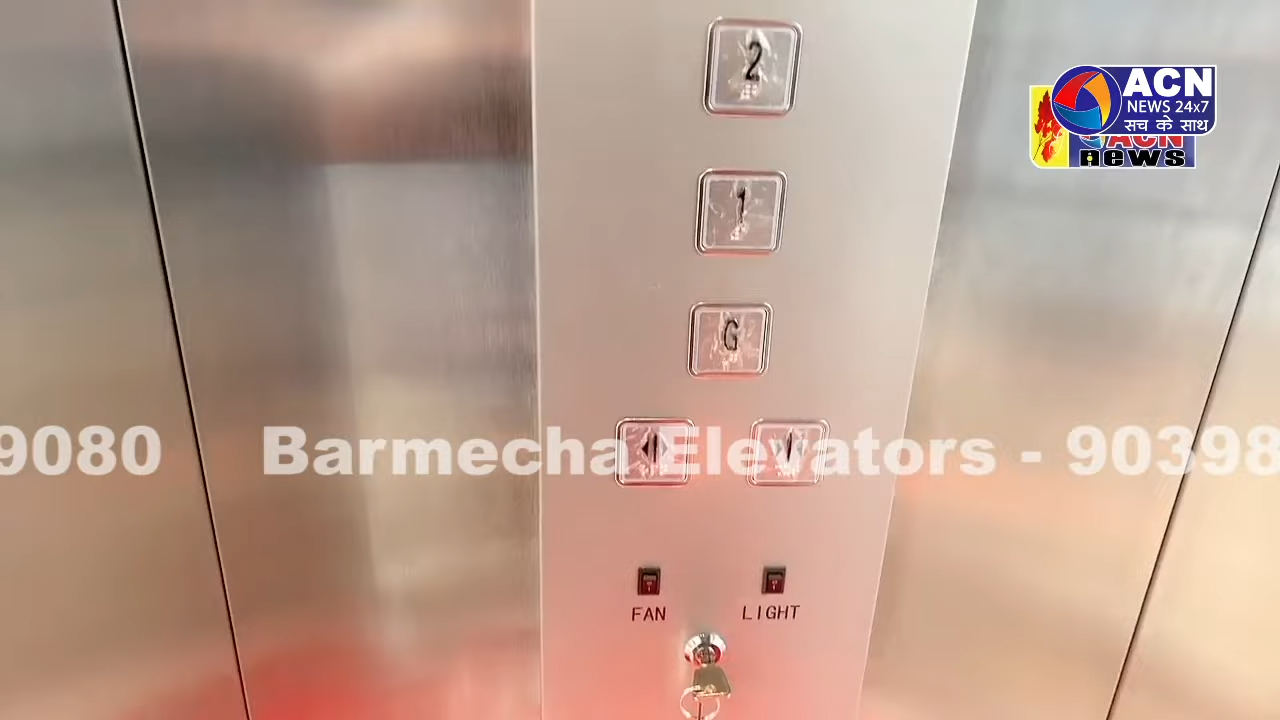 2
ACN
NEWS 24x7
सच के साथ
ACN
news
1
G
9080 Barmecha Elevators - 90398
FAN LIGHT